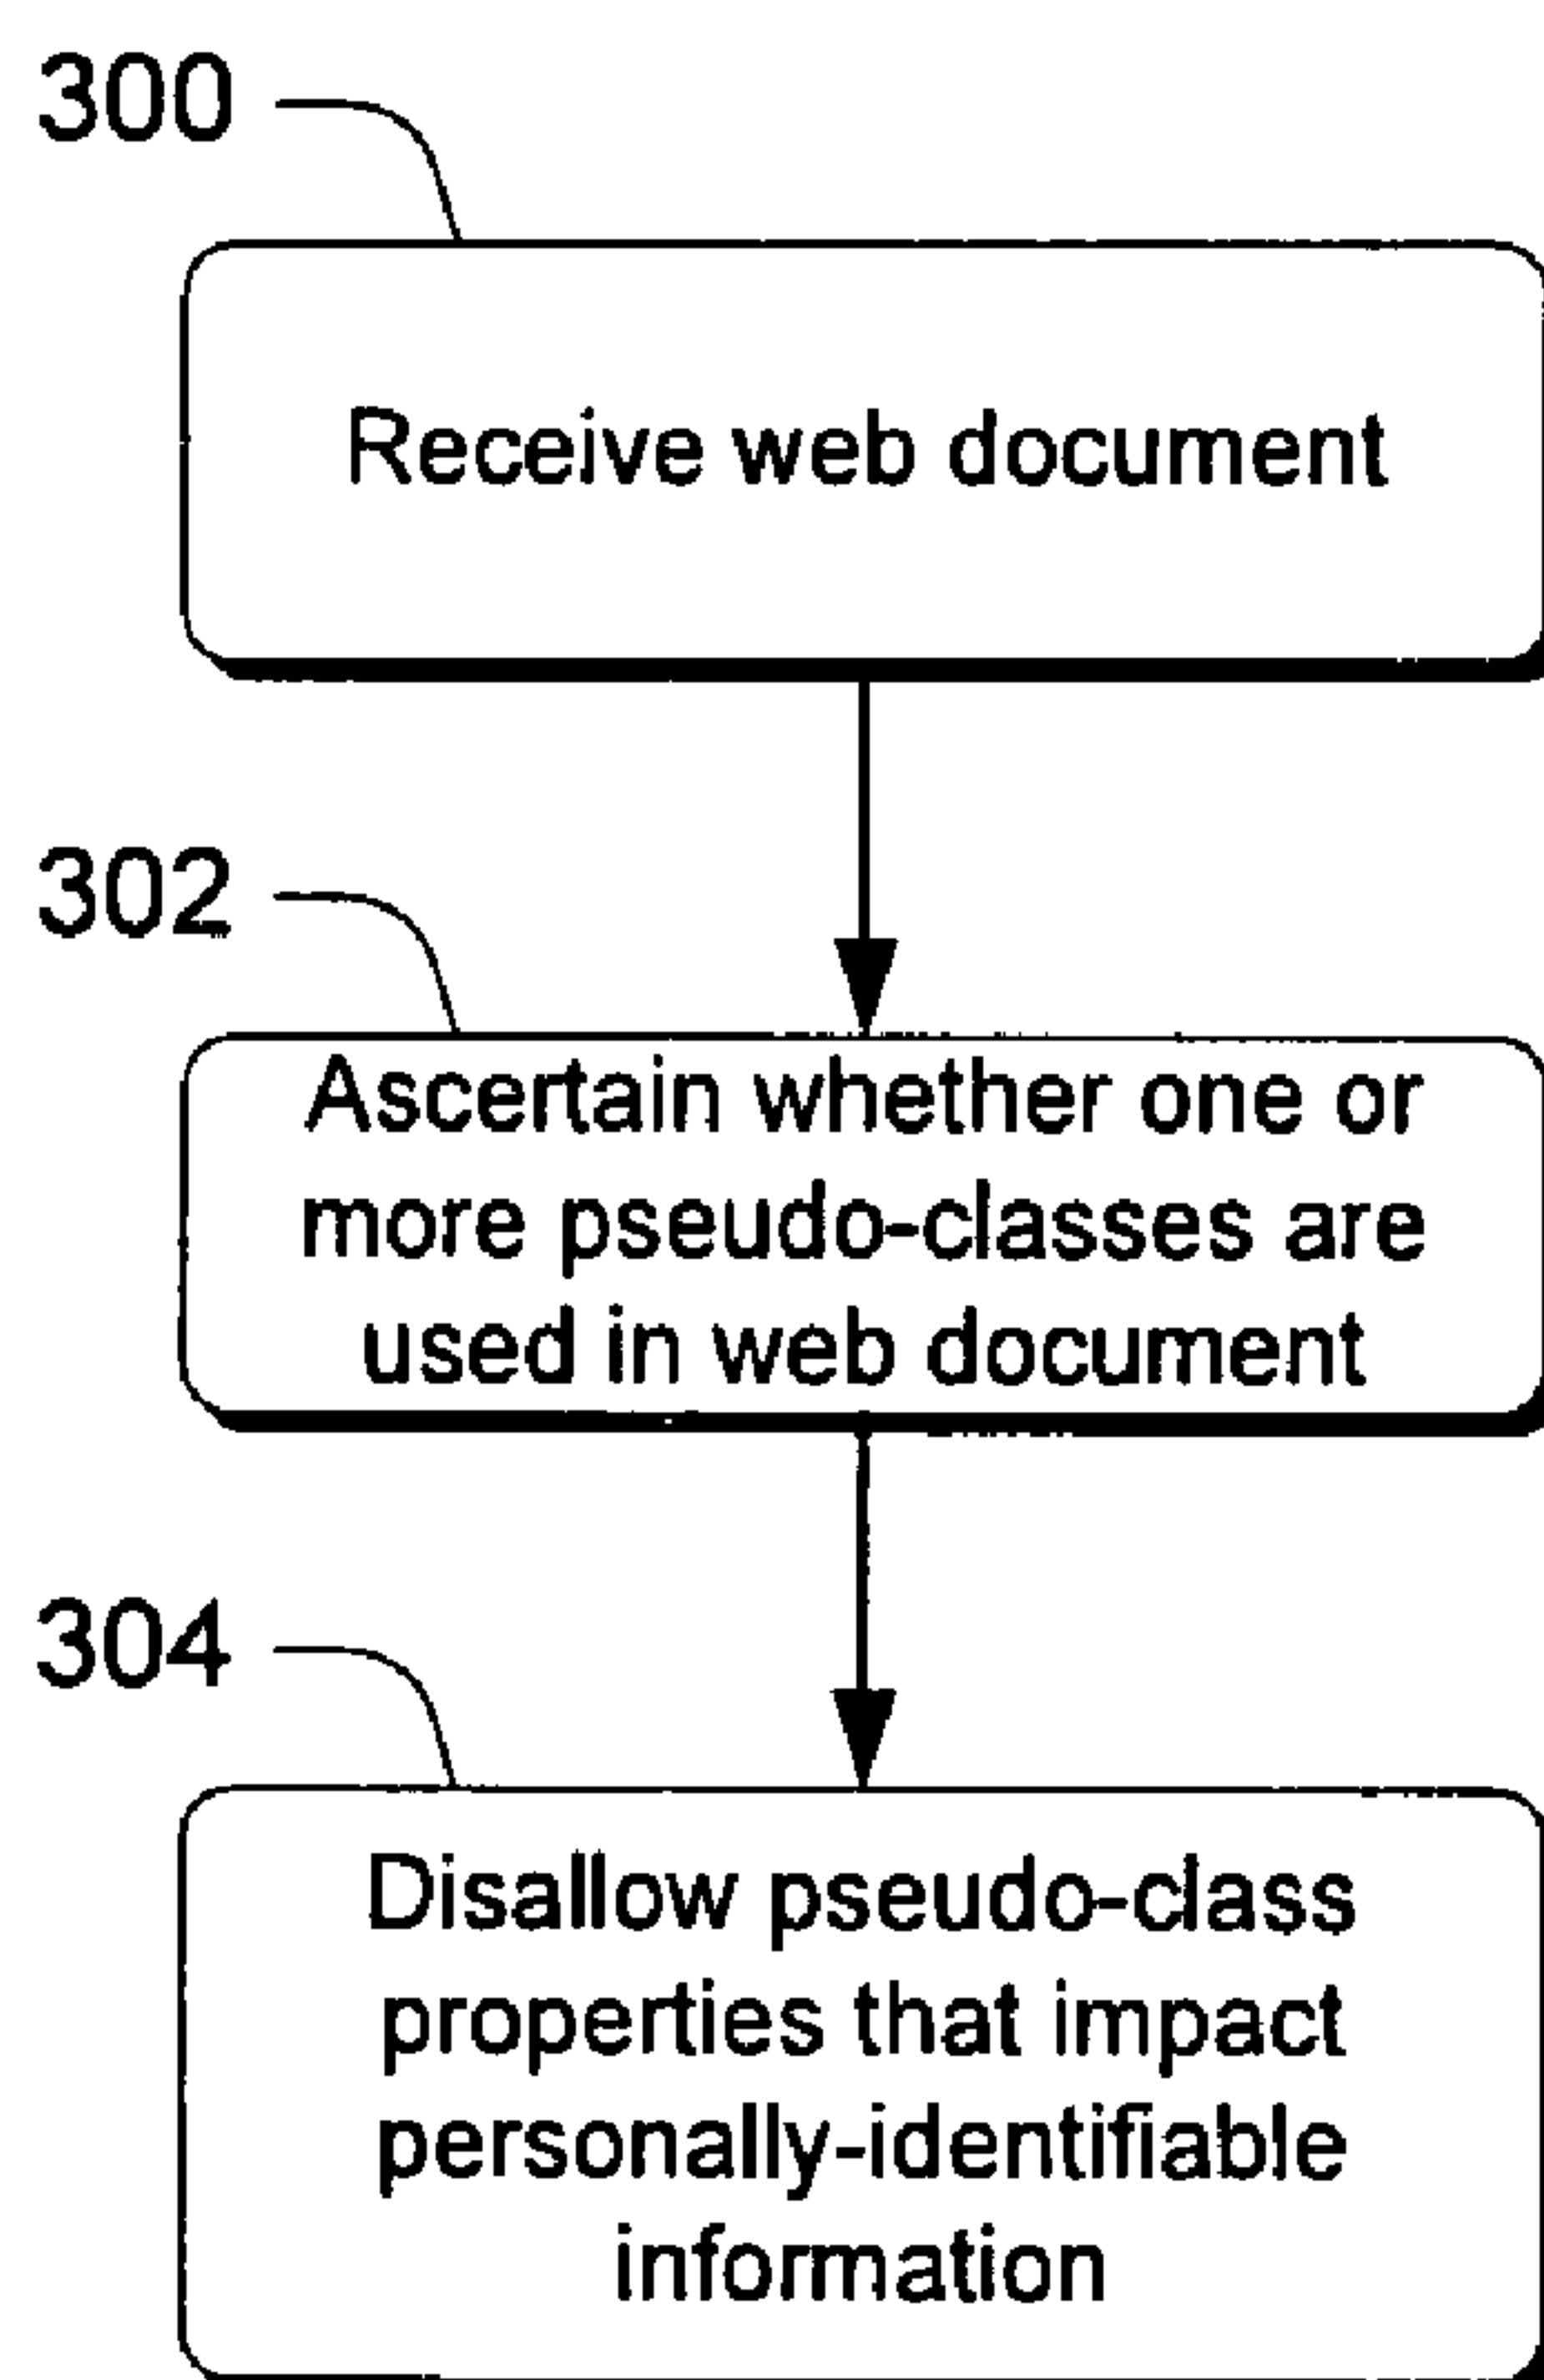 300
Receive web document
302
Ascertain whether one or
more pseudo-classes are
used in web document
304
Disallow pseudo-class
properties that impact
personally-identifiable
information